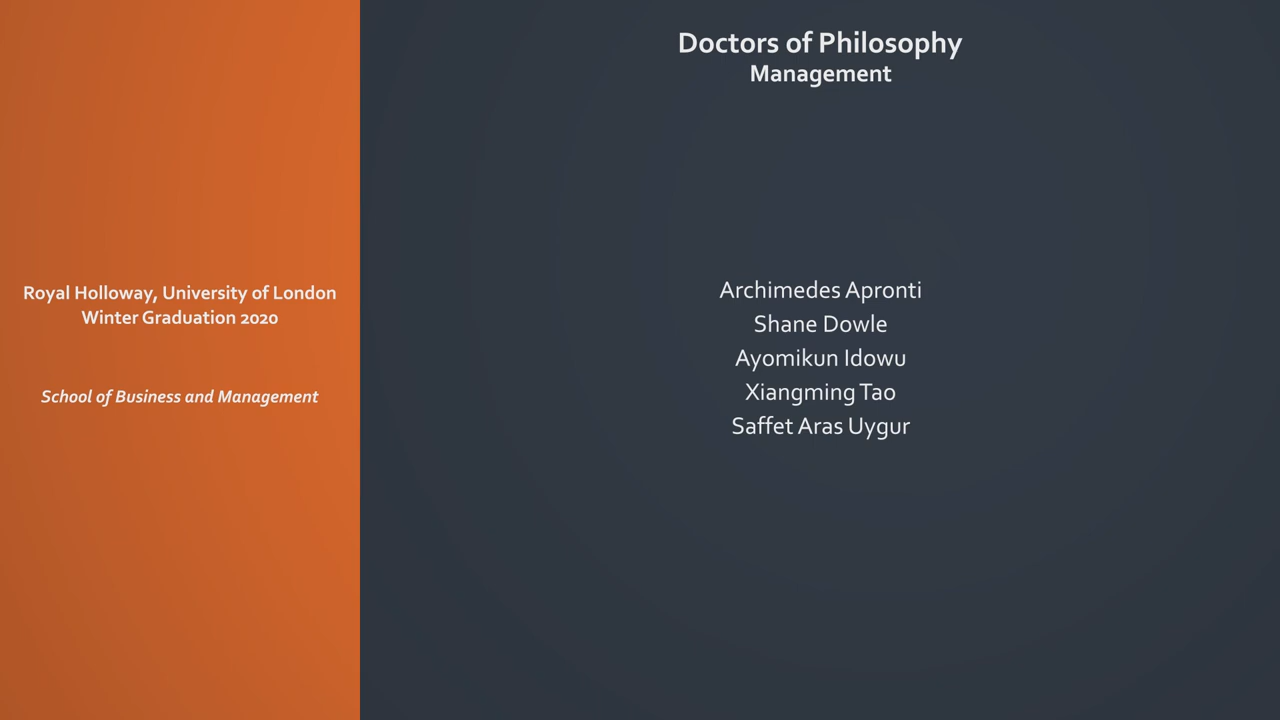 Doctors of Philosophy
Management
Royal Holloway, University of London
Winter Graduation 2020
School of Business and Management
Archimedes Apronti
Shane Dowle
Ayomikun Idowu
Xiangming Tao
Saffet Aras Uygur